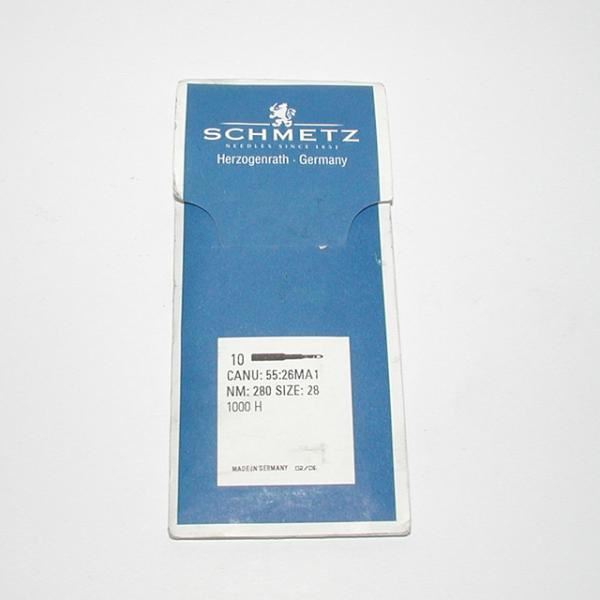 SCHMETZ
NEEDLES SINCE 1851
Herzogenrath · Germany
10
CANU: 55:26MA1
NM: 280 SIZE: 28
1000 H
MADE IN GERMANY 02/06